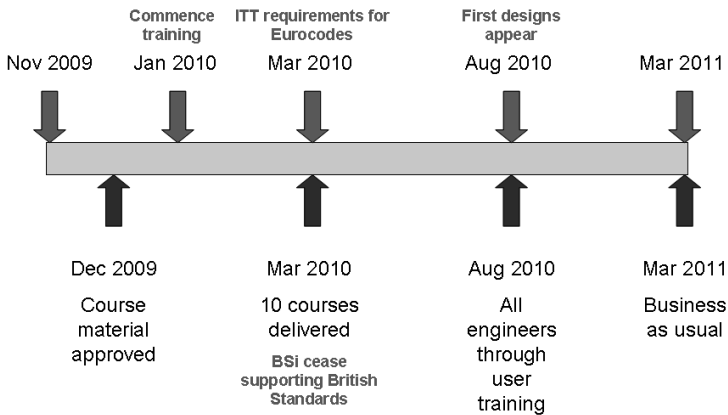 Commence
training
ITT requirements for
Eurocodes
First designs
appear
Nov 2009
Jan 2010
Mar 2010
Aug 2010
Mar 2011
Dec 2009
Mar 2010
Aug 2010
Mar 2011
Course
material
approved
10 courses
delivered
BSi cease
supporting British
Standards
All
engineers
through
user
training
Business
as usual